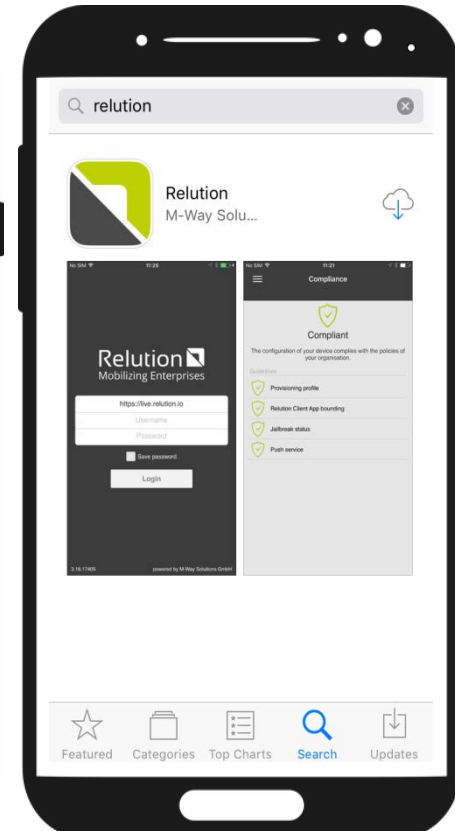 relution
Relution
M-Way Solu...
No SIM 11:25
Relution
Mobilizing Enterprises
https://live.relution.io
Username
Password
Save password
Login
powered by M-Way Solutions GmbH
No SIM 11:21
Compliance
Compliant
The configuration of your device complies with the policies of
your organisation.
Guidelines
Provisioning profile
Relution Client App bounding
Jailbreak status
Push service
Featured Categories Top Charts Search Updates